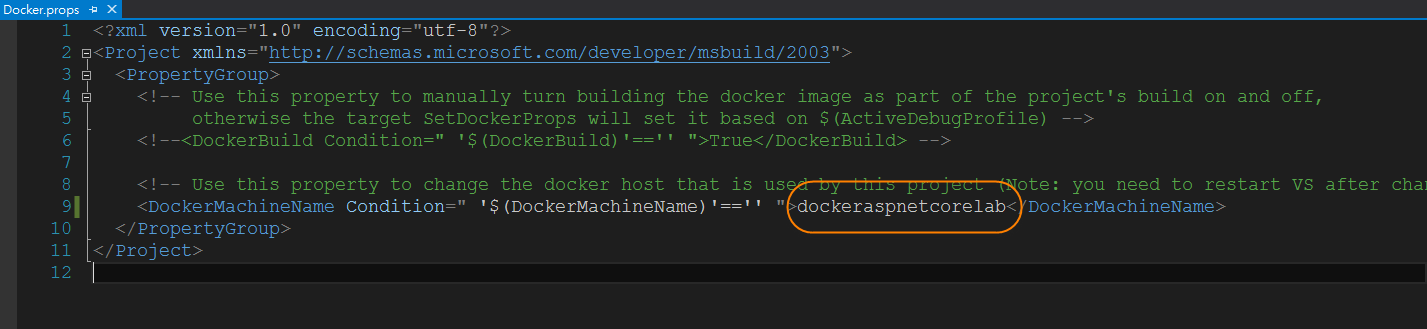 Docker.props
1 <?xml version="1.0" encoding="utf-8"?>
2 <Project xmlns="http://schemas.microsoft.com/developer/msbuild/2003">
3 <PropertyGroup>
4 <!-- Use this property to manually turn building the docker image as part of the project's build on and off,
5 otherwise the target SetDockerProps will set it based on $(ActiveDebugProfile) -->
6 <!--<DockerBuild Condition=" '$(DockerBuild)'=='' ">True</DockerBuild> -->
7
8 <!-- Use this property to change the docker host that is used by this project (Note: you need to restart VS after
9 <DockerMachineName Condition=" '$(DockerMachineName)'=='' ">dockeraspnetcorelab</DockerMachineName>
10 </PropertyGroup>
11 </Project>
12